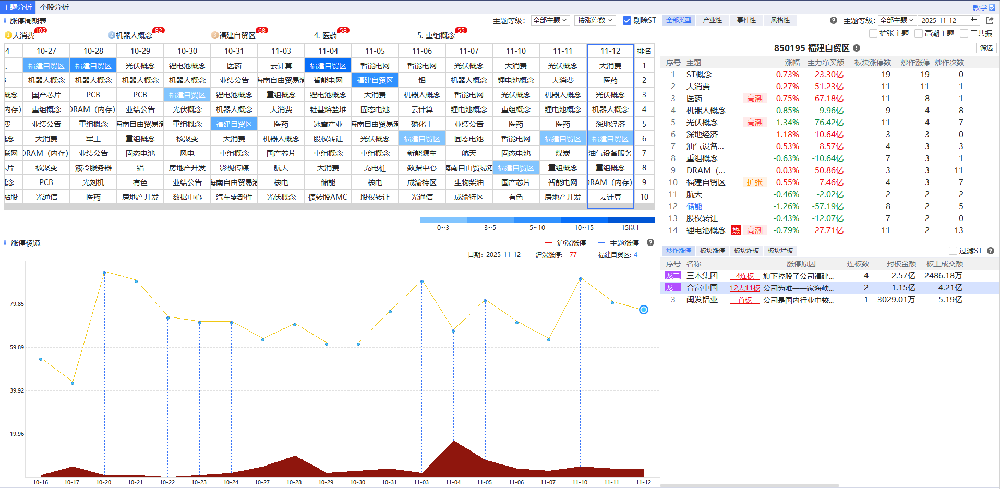 主题分析 个股分析 教学
涨停周期表 主题等级： 全部主题 按涨停数 剔除ST
1 大消费 102 2 机器人概念 82 3 福建自贸区 68 4. 医药 58 5. 重组概念 55
4 10-27 10-28 10-29 10-30 10-31 11-03 11-04 11-05 11-06 11-07 11-10 11-11 11-12 排名
福建自贸区 福建自贸区 光伏概念 锂电池概念 医药 云计算 福建自贸区 智能电网 智能电网 光伏概念 大消费 光伏概念 大消费 1
机器人概念 机器人概念 机器人概念 机器人概念 业绩公告 海南自由贸易港 智能电网 福建自贸区 铝 机器人概念 锂电池概念 大消费 医药 2
概念 国产芯片 PCB PCB 福建自贸区 锂电池概念 重组概念 锂电池概念 大消费 机器人概念 智能电网 光伏概念 机器人概念 光伏概念 3
内存) 重组概念 DRAM（内存） 业绩公告 光伏概念 机器人概念 大消费 钍基熔盐堆 固态电池 云计算 锂电池概念 重组概念 锂电池概念 机器人概念 4
费 业绩公告 重组概念 海南自由贸易港 重组概念 福建自贸区 医药 冰雪产业 海南自由贸易港 磷化工 业绩公告 医药 医药 深地经济 5
念 大消费 军工 重组概念 核聚变 大消费 机器人概念 股权转让 光伏概念 福建自贸区 固态电池 智能电网 福建自贸区 福建自贸区 6
联网 DRAM（内存） 业绩公告 固态电池 风电 重组概念 国产芯片 重组概念 重组概念 新能源车 航天 固态电池 煤炭 油气设备服务 7
片 核聚变 液冷服务器 铝 房地产开发 影视传媒 航天 大消费 充电桩 数据中心 海南自由贸易港 福建自贸区 重组概念 重组概念 8
念 PCB 光刻机 有色 业绩公告 海南自由贸易港 核电 储能 核电 成渝特区 生物柴油 国产芯片 智能电网 DRAM（内存） 9
股 光通信 医药 房地产开发 数据中心 汽车零部件 光伏概念 债转股AMC 股权转让 光通信 成渝特区 有色 房地产开发 云计算 10
0~3 3~5 5~10 10~15 15以上
涨停棱镜 沪深涨停 主题涨停
日期：2025-11-12 沪深涨停: 77 福建自贸区: 4
79.85
59.89
39.92
19.96
10-16 10-17 10-20 10-21 10-22 10-23 10-24 10-27 10-28 10-29 10-30 10-31 11-03 11-04 11-05 11-06 11-07 11-10 11-11 11-12
全部类型 产业性 事件性 风格性 主题等级: 全部主题 2025-11-12
扩张主题 高潮主题 三共振
850195 福建自贸区 筛选
序号 主题 涨幅 主力净买额 板块涨停数 炒作涨停 炒作次数
1 ST概念 0.73% 23.30亿 19 19 0
2 大消费 0.27% 51.23亿 11 11 1
3 医药 高潮 0.75% 67.18亿 11 8 1
4 机器人概念 -0.85% -9.96亿 9 4 8
5 光伏概念 高潮 -1.34% -76.42亿 11 4 7
6 深地经济 1.18% 10.64亿 3 3 0
7 油气设备... 0.53% 8.57亿 4 3 3
8 重组概念 -0.63% -10.64亿 7 3 1
9 DRAM（... 0.03% 50.86亿 3 3 11
10 福建自贸区 扩张 0.55% 7.46亿 4 3 7
11 航天 -0.46% -2.02亿 2 2 2
12 储能 -1.26% -57.19亿 8 2 5
13 股权转让 -0.43% -12.07亿 7 2 0
14 锂电池概念 热 高潮 -0.79% 27.71亿 11 2 13
炒作涨停 板块涨停 板块炸板 板块烂板 过滤ST
序号 名称 涨停原因 连板数 封板金额 板上成交额
龙三 三木集团 4连板 旗下控股子公司福建... 4 2.57亿 2486.18万
龙一 合富中国 12天11板 公司为唯一一家海峡... 2 1.15亿 4.21亿
3 闽发铝业 首板 公司是国内行业中较... 1 3029.01万 5.19亿